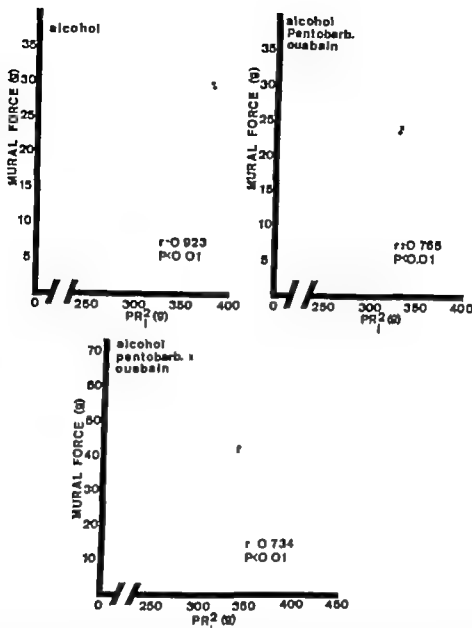 alcohol
MURAL FORCE (g)
35
30
25
20
15
10
5
r=0 923
P<0 01
0
250
300
350
400
PR²i (g)
alcohol
Pentobarb.
ouabain
MURAL FORCE (g)
35
30
25
20
15
10
5
r=0 765
P<0.01
0
250
300
350
400
PR²i (g)
alcohol
pentobarb.
ouabain
MURAL FORCE (g)
70
60
50
40
30
20
10
r 0 734
P<0 01
0
250
300
350
400
450
PR²i (g)